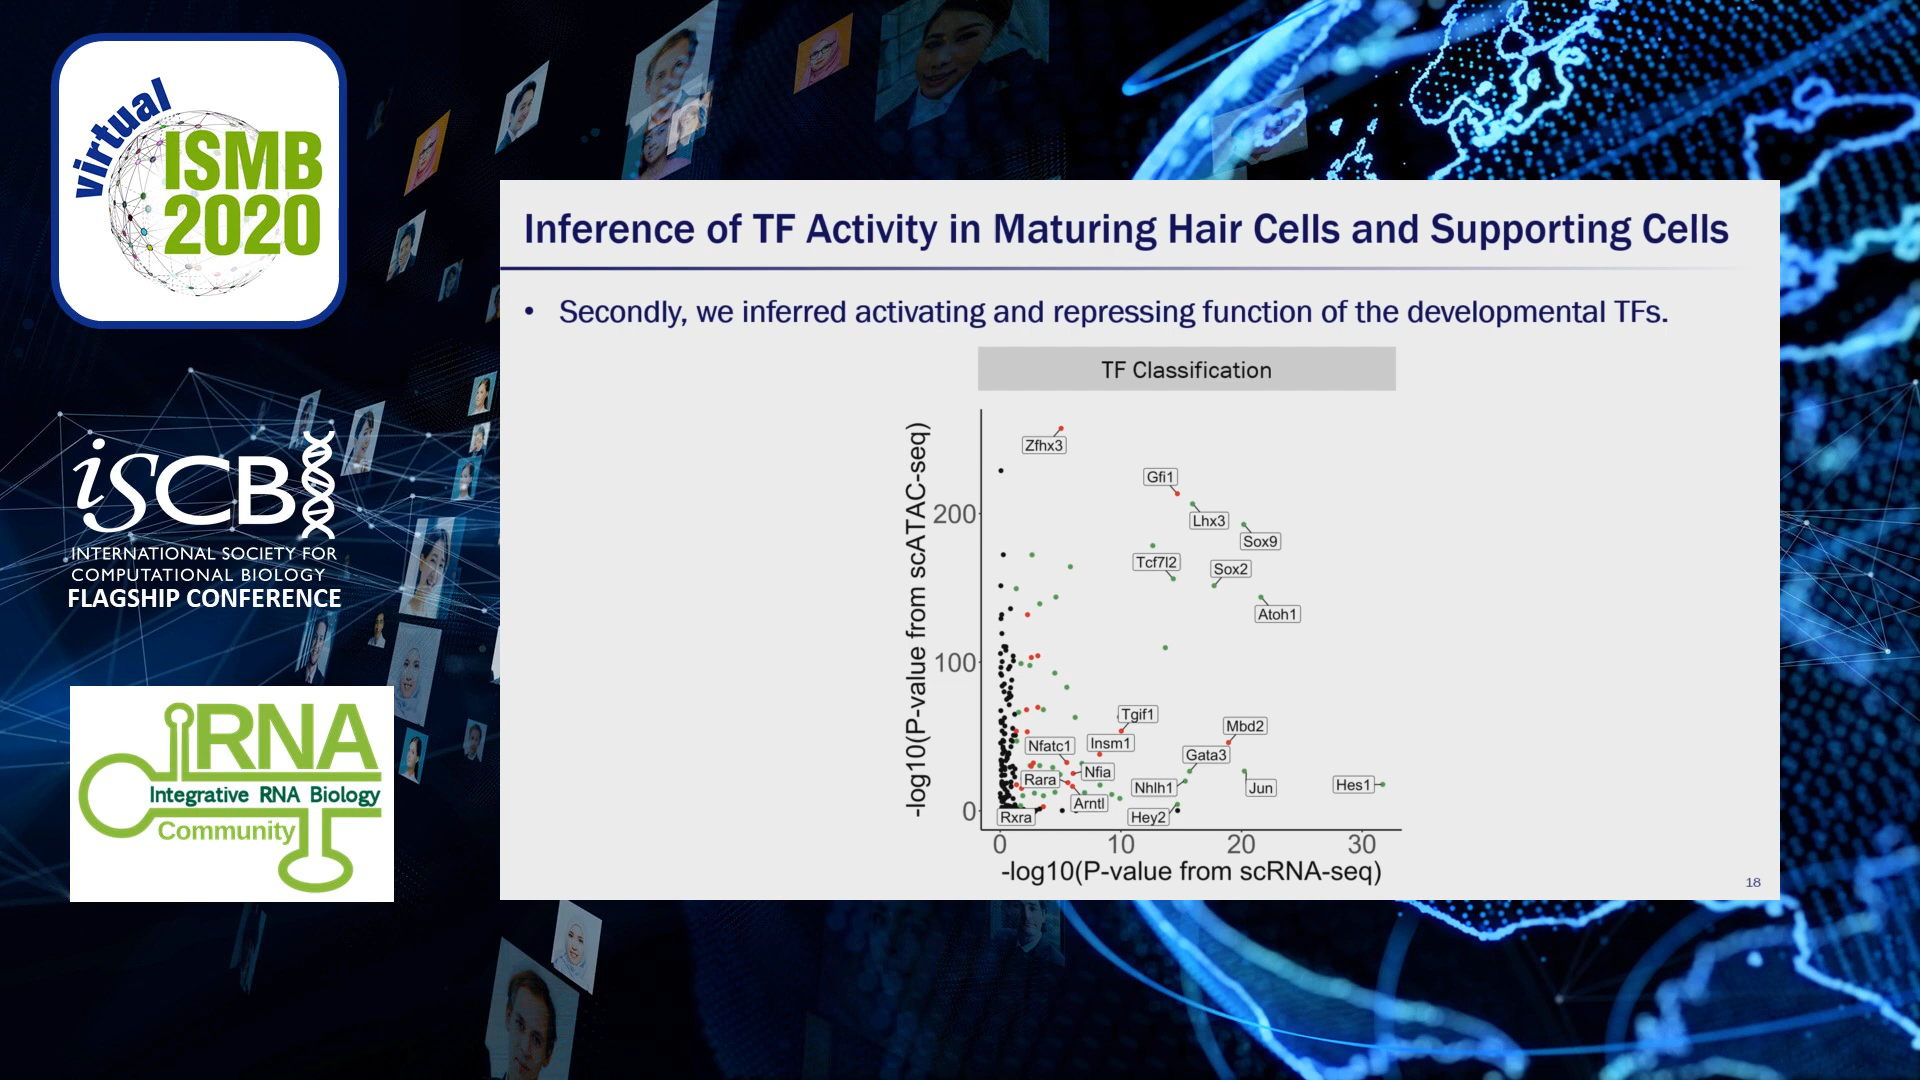 virtual
ISMB
2020
iSCB
INTERNATIONAL SOCIETY FOR
COMPUTATIONAL BIOLOGY
FLAGSHIP CONFERENCE
iRNA
Integrative RNA Biology
Community
Inference of TF Activity in Maturing Hair Cells and Supporting Cells
• Secondly, we inferred activating and repressing function of the developmental TFs.
TF Classification
-log10(P-value from scATAC-seq)
200
100
0
Zfhx3
Gfi1
Lhx3
Sox9
Tcf7l2
Sox2
Atoh1
Tgif1
Mbd2
Nfatc1
Insm1
Gata3
Rara
Nfia
Nhlh1
Jun
Hes1
Arntl
Rxra
Hey2
0 10 20 30
-log10(P-value from scRNA-seq)
18